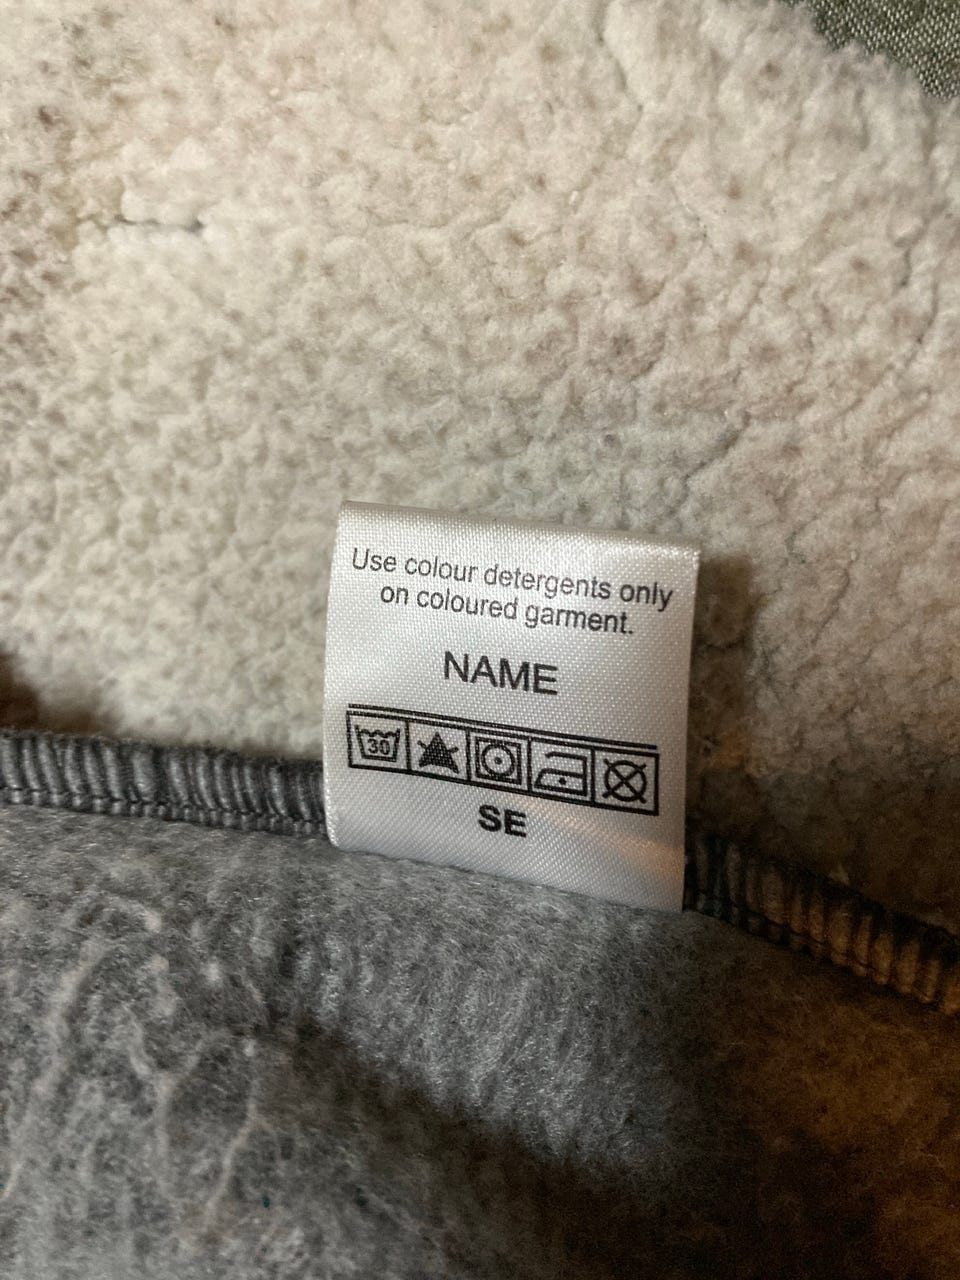 Use colour detergents only
on coloured garment.
NAME
30
SE